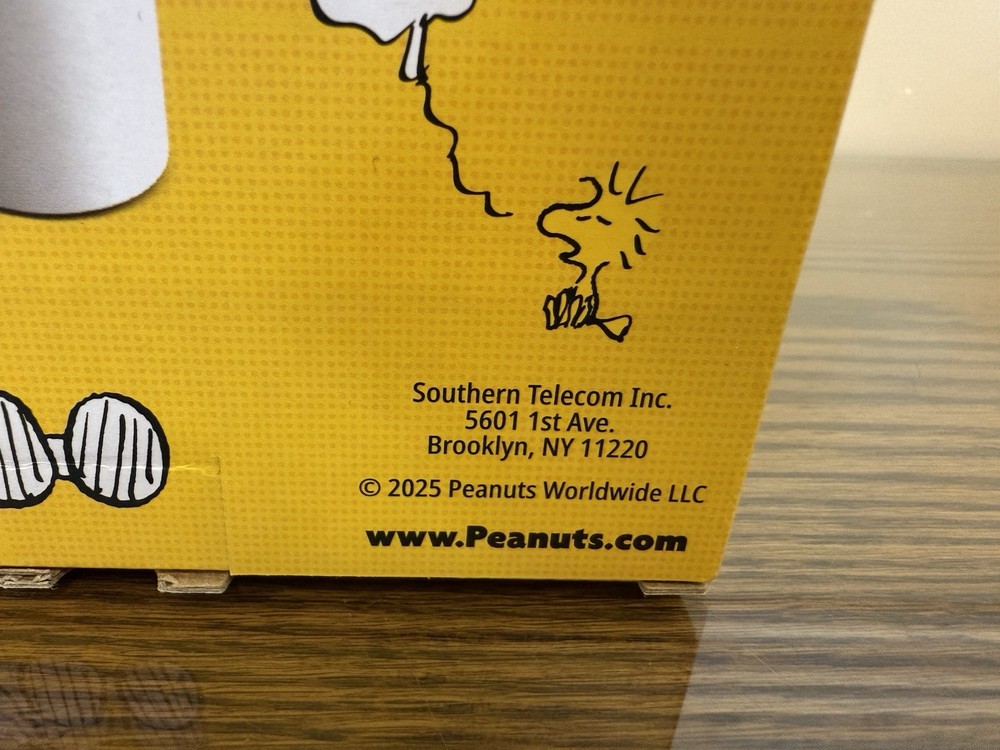 Southern Telecom Inc.
5601 1st Ave.
Brooklyn, NY 11220
© 2025 Peanuts Worldwide LLC
www.Peanuts.com